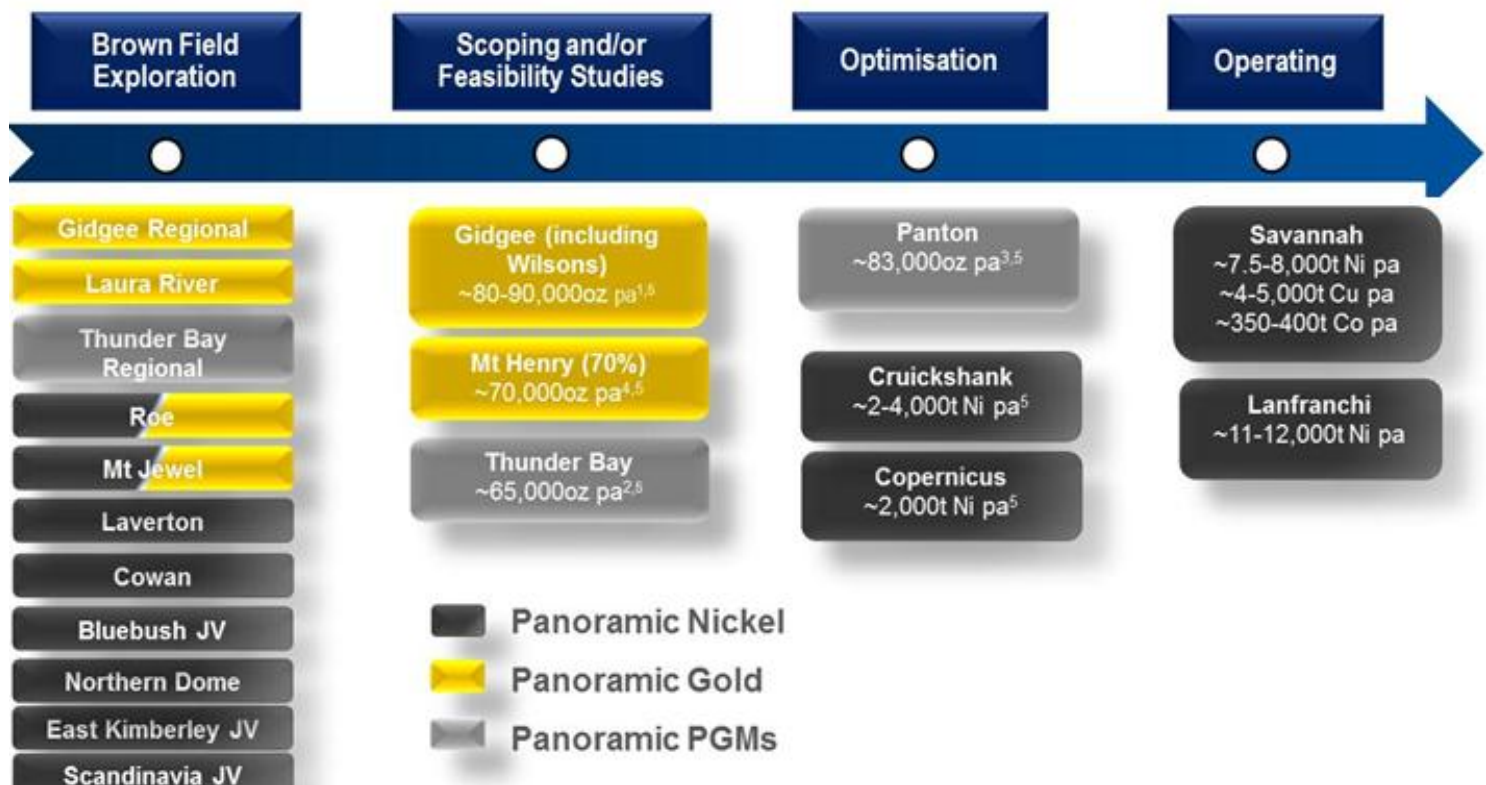 Brown Field
Exploration
Scoping and/or
Feasibility Studies
Optimisation
Operating
Gidgee Regional
Laura River
Thunder Bay
Regional
Roe
Mt Jewel
Laverton
Cowan
Bluebush JV
Northern Dome
East Kimberley JV
Scandinavia JV
Gidgee (including
Wilsons)
~80-90,000oz pa¹,⁵
Mt Henry (70%)
~70,000oz pa⁴,⁵
Thunder Bay
~65,000oz pa²,⁵
Panton
~83,000oz pa³,⁵
Cruickshank
~2-4,000t Ni pa⁵
Copernicus
~2,000t Ni pa⁵
Savannah
~7.5-8,000t Ni pa
~4-5,000t Cu pa
~350-400t Co pa
Lanfranchi
~11-12,000t Ni pa
Panoramic Nickel
Panoramic Gold
Panoramic PGMs